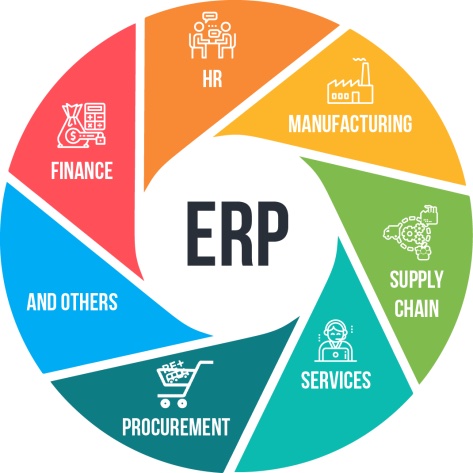 HR
MANUFACTURING
FINANCE
ERP
SUPPLY
CHAIN
AND OTHERS
SERVICES
PROCUREMENT